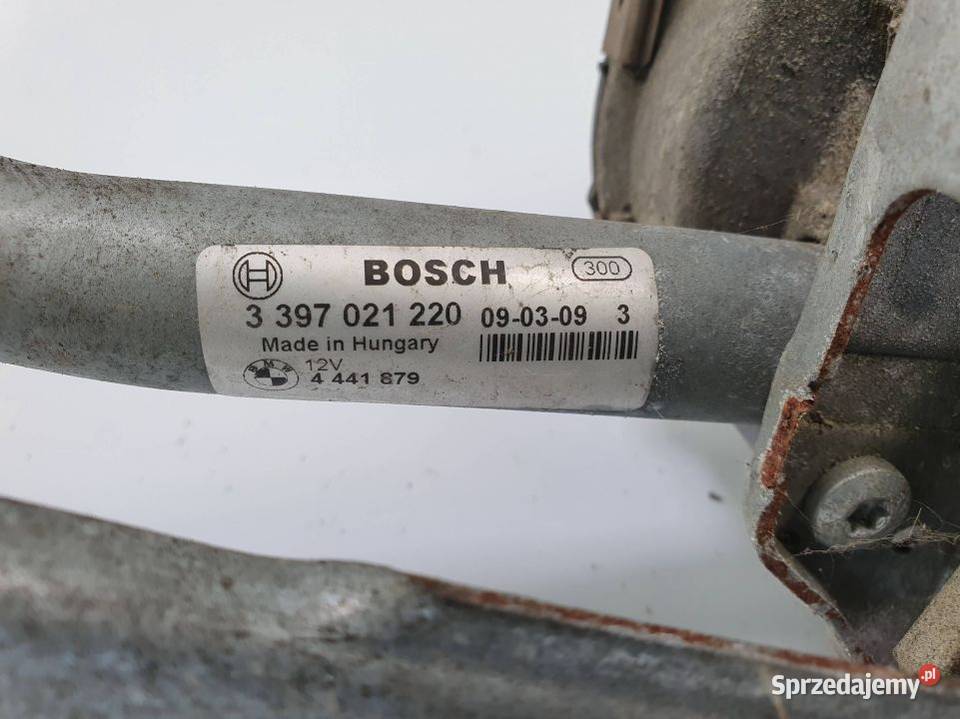 BOSCH 300
3 397 021 220 09-03-09 3
Made in Hungary
BMW 12V
4 441 879
Sprzedajemy.pl